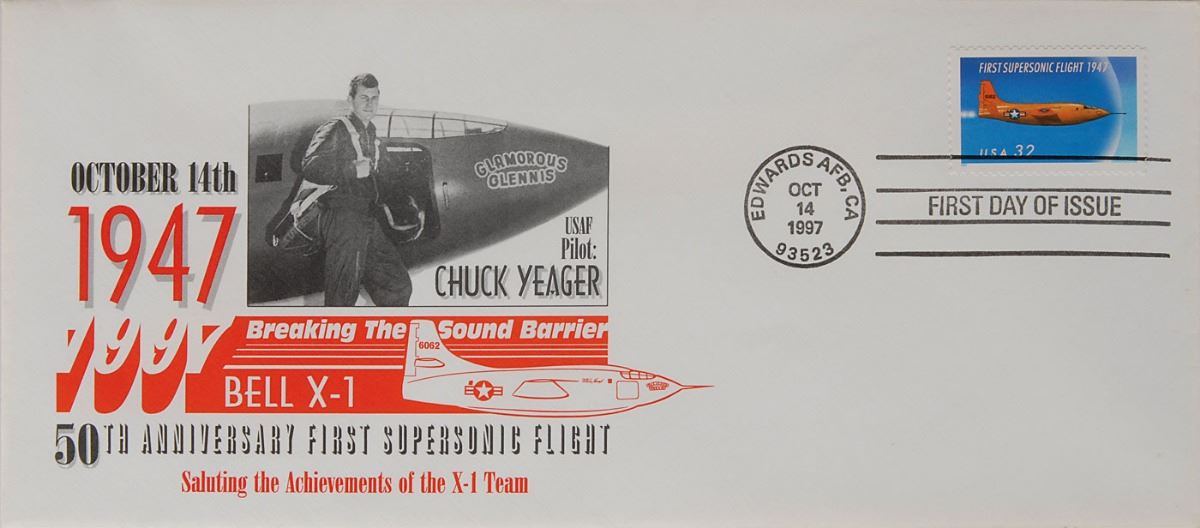 OCTOBER 14th
1947
1997
GLAMOROUS
GLENNIS
USAF
Pilot:
CHUCK YEAGER
Breaking The Sound Barrier
6062
BELL X-1
50TH ANNIVERSARY FIRST SUPERSONIC FLIGHT
Saluting the Achievements of the X-1 Team
FIRST SUPERSONIC FLIGHT 1947
6062
USA 32
EDWARDS AFB, CA
OCT
14
1997
93523
FIRST DAY OF ISSUE